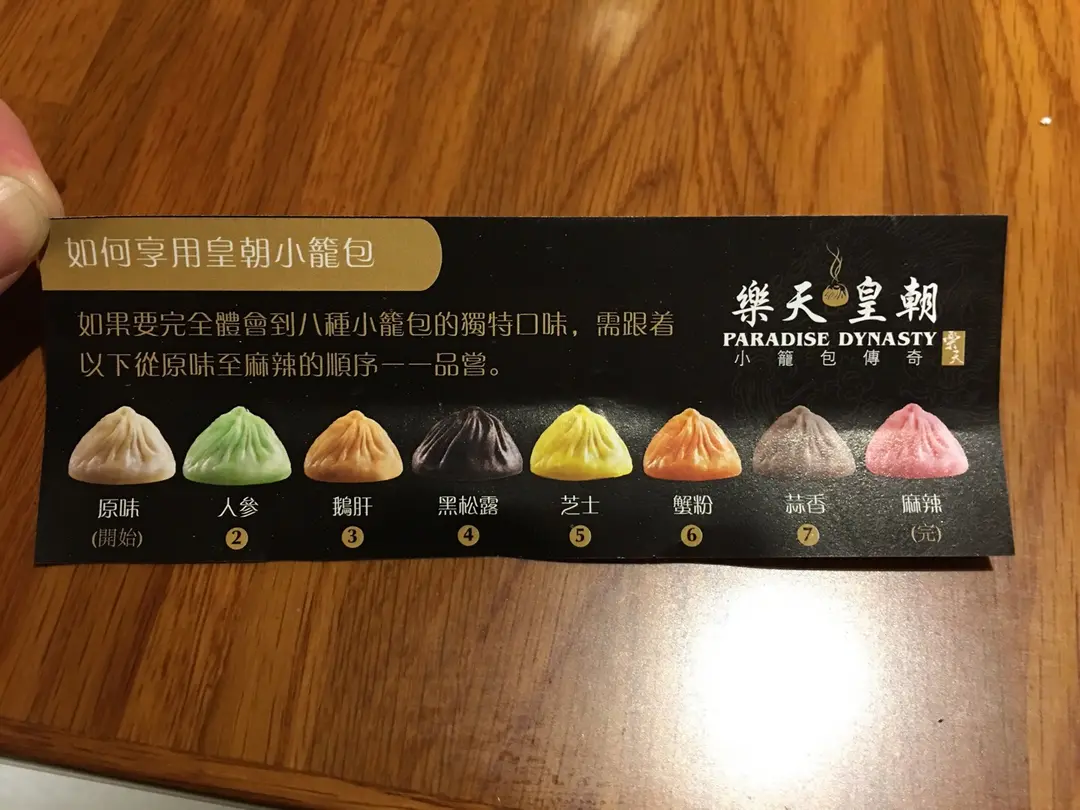 如何享用皇朝小籠包
如果要完全體會到八種小籠包的獨特口味，需跟着
以下從原味至麻辣的順序一一品嘗。
樂天皇朝
PARADISE DYNASTY
小籠包傳奇
樂天
原味 人參 鵝肝 黑松露 芝士 蟹粉 蒜香 麻辣
(開始) 2 3 4 5 6 7 (完)